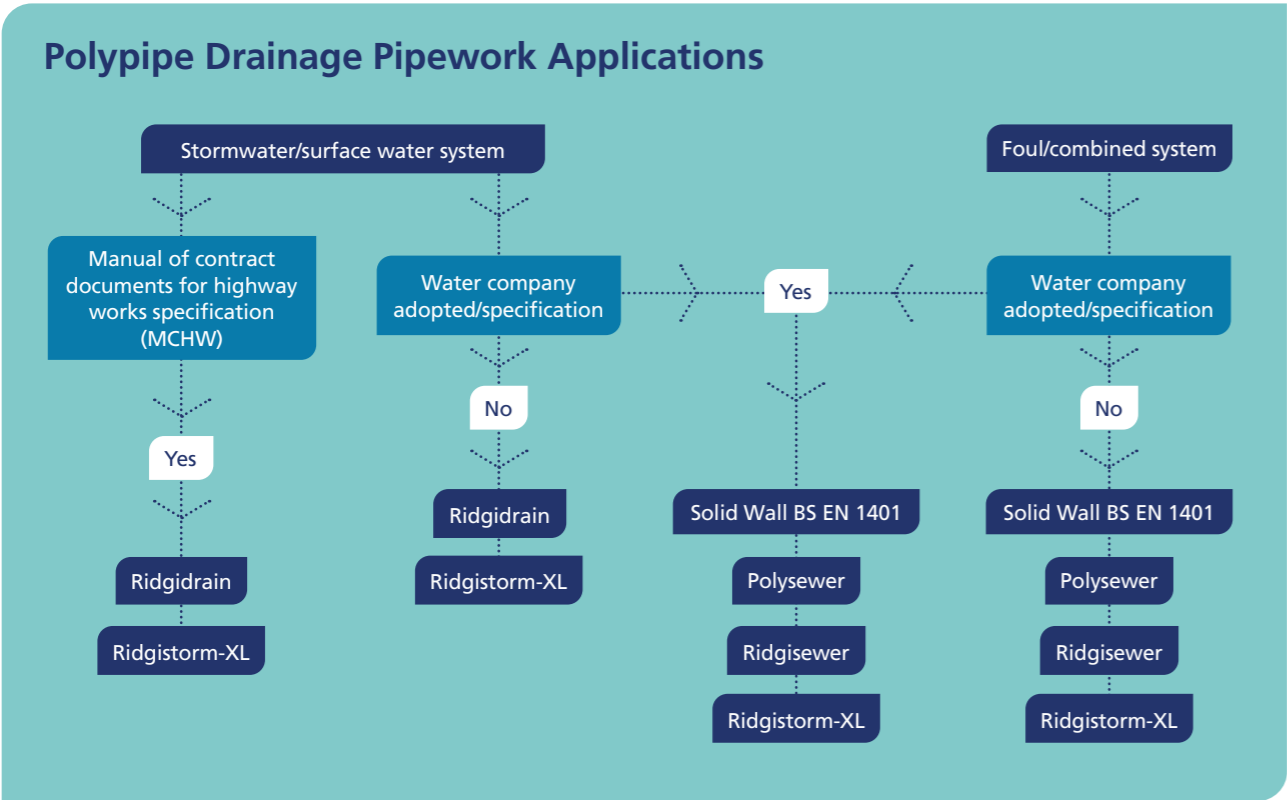 Polypipe Drainage Pipework Applications
Stormwater/surface water system
Foul/combined system
Manual of contract
documents for highway
works specification
(MCHW)
Water company
adopted/specification
Yes
Water company
adopted/specification
No
No
Yes
Ridgidrain
Solid Wall BS EN 1401
Solid Wall BS EN 1401
Ridgidrain
Ridgistorm-XL
Polysewer
Polysewer
Ridgistorm-XL
Ridgisewer
Ridgisewer
Ridgistorm-XL
Ridgistorm-XL